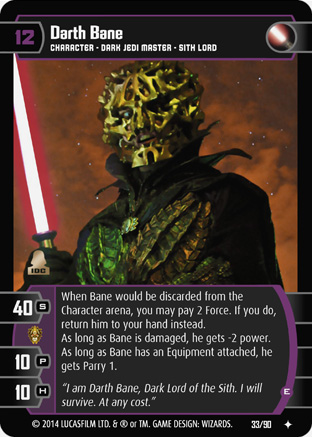 12
Darth Bane
CHARACTER - DARK JEDI MASTER - SITH LORD
IDC
40 S
When Bane would be discarded from the
Character arena, you may pay 2 Force. If you do,
return him to your hand instead.
As long as Bane is damaged, he gets -2 power.
As long as Bane has an Equipment attached, he
gets Parry 1.
10 P
10 H
“I am Darth Bane, Dark Lord of the Sith. I will
survive. At any cost.”
E
© 2014 LUCASFILM LTD. & ® or TM. GAME DESIGN: WIZARDS. 33/90